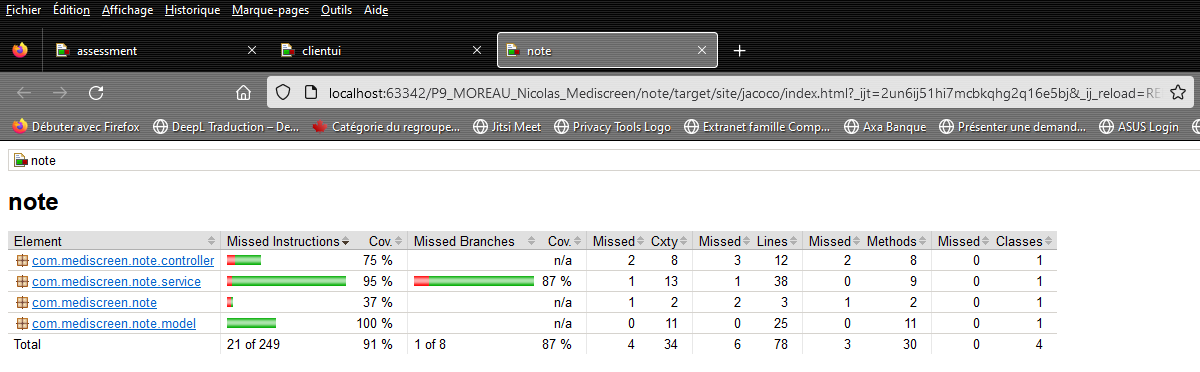 Fichier Édition Affichage Historique Marque-pages Outils Aide
assessment clientui note
localhost:63342/P9_MOREAU_Nicolas_Mediscreen/note/target/site/jacoco/index.html?_ijt=2un6ij51hi7mcbkqhg2q16e5bj&_ij_reload=RE
Débuter avec Firefox DeepL Traduction – De... Catégorie du regroupe... Jitsi Meet Privacy Tools Logo Extranet famille Comp... Axa Banque Présenter une demand... ASUS Login
note
note
Element Missed Instructions Cov. Missed Branches Cov. Missed Cxty Missed Lines Missed Methods Missed Classes
com.mediscreen.note.controller 75 % n/a 2 8 3 12 2 8 0 1
com.mediscreen.note.service 95 % 87 % 1 13 1 38 0 9 0 1
com.mediscreen.note 37 % n/a 1 2 2 3 1 2 0 1
com.mediscreen.note.model 100 % n/a 0 11 0 25 0 11 0 1
Total 21 of 249 91 % 1 of 8 87 % 4 34 6 78 3 30 0 4